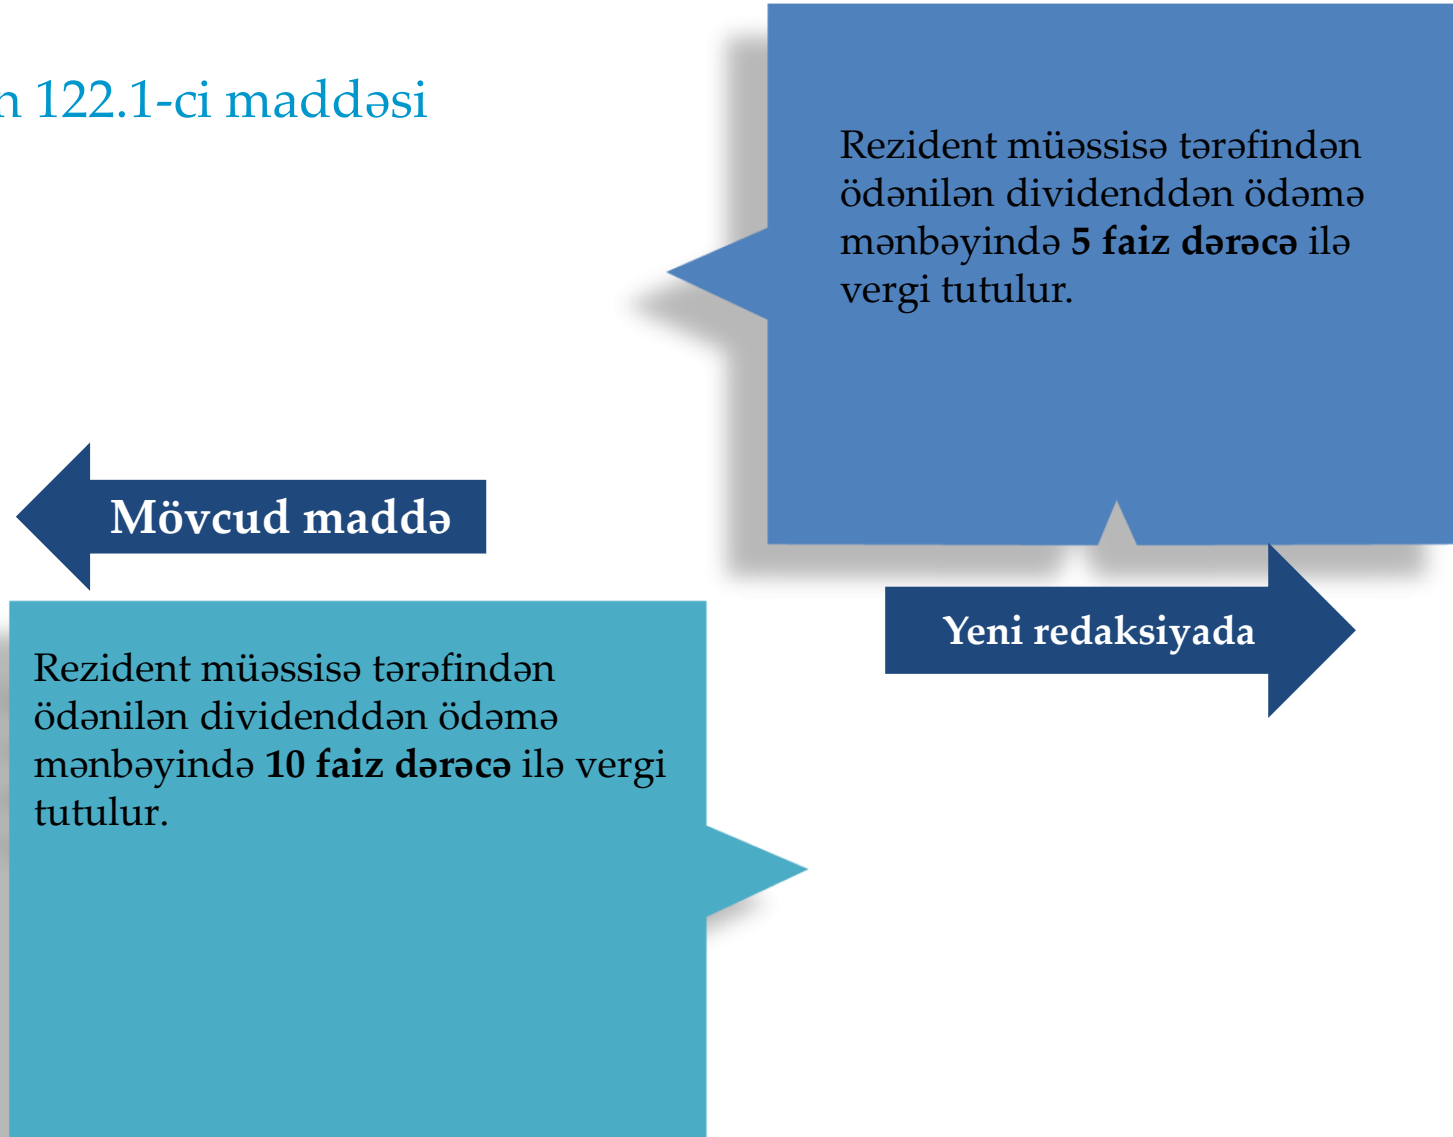 n 122.1-ci maddəsi
Rezident müəssisə tərəfindən
ödənilən dividenddən ödəmə
mənbəyində 5 faiz dərəcə ilə
vergi tutulur.
Mövcud maddə
Yeni redaksiyada
Rezident müəssisə tərəfindən
ödənilən dividenddən ödəmə
mənbəyində 10 faiz dərəcə ilə vergi
tutulur.